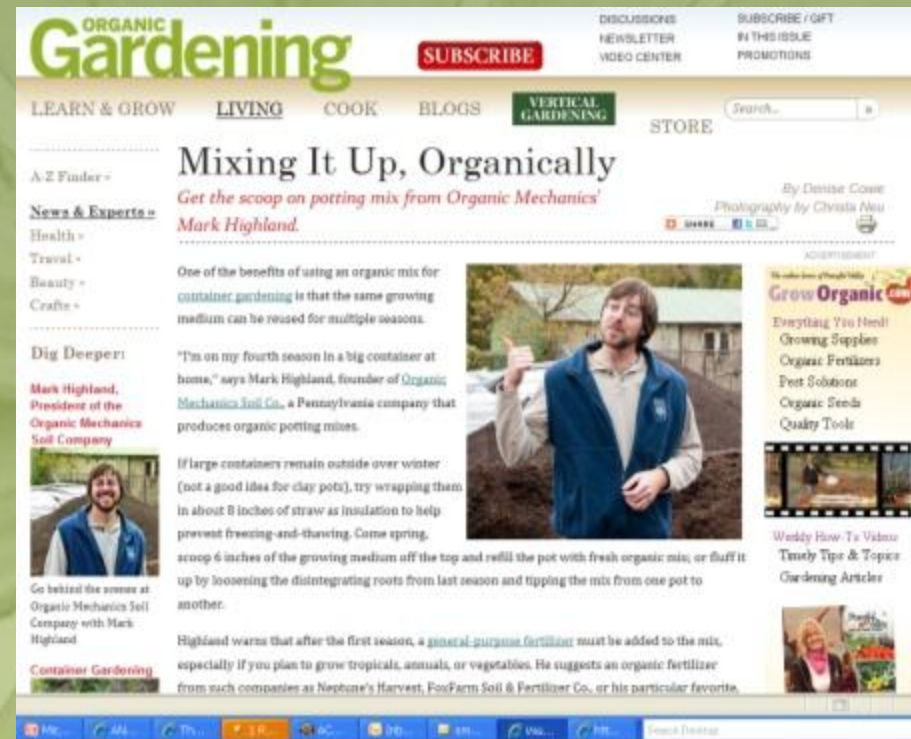 ORGANIC
Gardening
SUBSCRIBE
DISCUSSIONS
NEWSLETTER
VIDEO CENTER
SUBSCRIBE / GIFT
IN THIS ISSUE
PROMOTIONS
LEARN & GROW
LIVING
COOK
BLOGS
VERTICAL
GARDENING
STORE
Search...
Mixing It Up, Organically
Get the scoop on potting mix from Organic Mechanics'
Mark Highland.
By Denise Cowie
Photography by Christa Neu
SHARE
A-Z Finder »
News & Experts »
Health »
Travel »
Beauty »
Crafts »
Dig Deeper:
Mark Highland,
President of the
Organic Mechanics
Soil Company
Go behind the scenes at
Organic Mechanics Soil
Company with Mark
Highland
Container Gardening
One of the benefits of using an organic mix for
container gardening is that the same growing
medium can be reused for multiple seasons.
"I'm on my fourth season in a big container at
home," says Mark Highland, founder of Organic
Mechanics Soil Co., a Pennsylvania company that
produces organic potting mixes.
If large containers remain outside over winter
(not a good idea for clay pots), try wrapping them
in about 8 inches of straw as insulation to help
prevent freezing-and-thawing. Come spring,
scoop 6 inches of the growing medium off the top and refill the pot with fresh organic mix; or fluff it
up by loosening the disintegrating roots from last season and tipping the mix from one pot to
another.
Highland warns that after the first season, a general-purpose fertilizer must be added to the mix,
especially if you plan to grow tropicals, annuals, or vegetables. He suggests an organic fertilizer
from such companies as Neptune's Harvest, FoxFarm Soil & Fertilizer Co., or his particular favorite,
ADVERTISEMENT
GrowOrganic.com
Everything You Need!
Growing Supplies
Organic Fertilizers
Pest Solutions
Organic Seeds
Quality Tools
Weekly How-To Videos
Timely Tips & Topics
Gardening Articles
Search Desktop